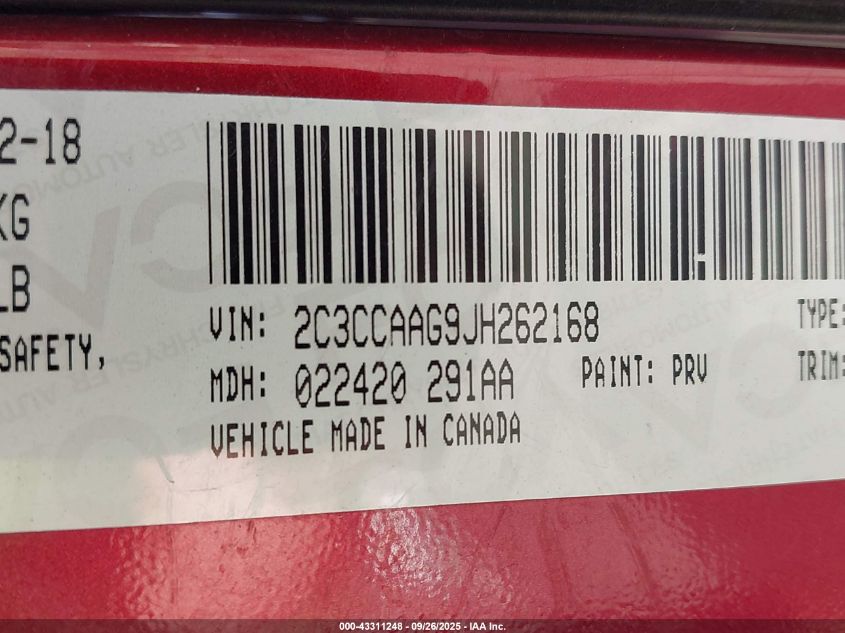 2-18
KG
LB
SAFETY,
VIN: 2C3CCAAG9JH262168
TYPE:
MDH: 022420 291AA
PAINT: PRV
TRIM:
VEHICLE MADE IN CANADA
000-43311248 - 09/26/2025 - IAA Inc.